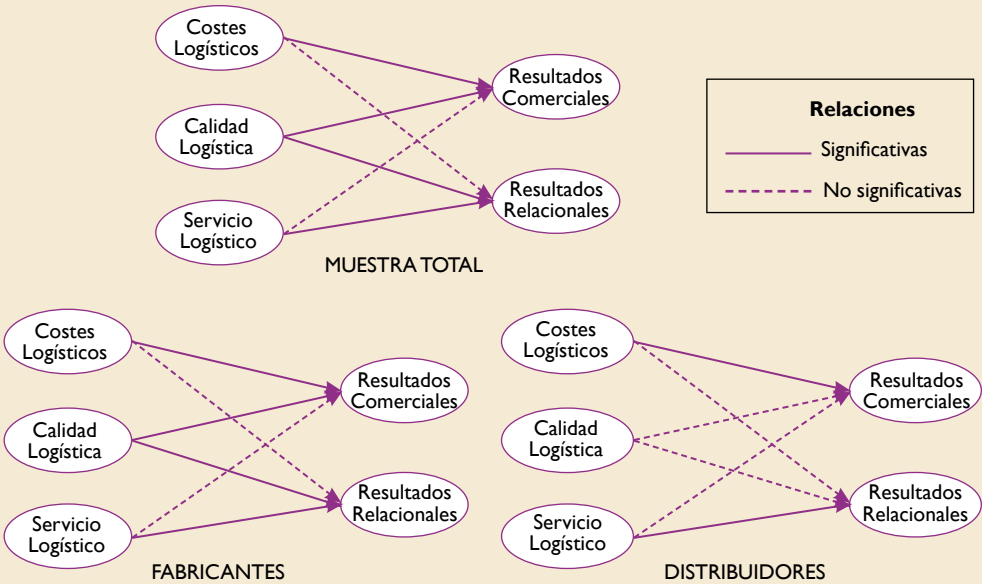 Costes
Logísticos
Calidad
Logística
Servicio
Logístico
Resultados
Comerciales
Resultados
Relacionales
MUESTRA TOTAL
Relaciones
Significativas
No significativas
Costes
Logísticos
Calidad
Logística
Servicio
Logístico
Resultados
Comerciales
Resultados
Relacionales
FABRICANTES
Costes
Logísticos
Calidad
Logística
Servicio
Logístico
Resultados
Comerciales
Resultados
Relacionales
DISTRIBUIDORES